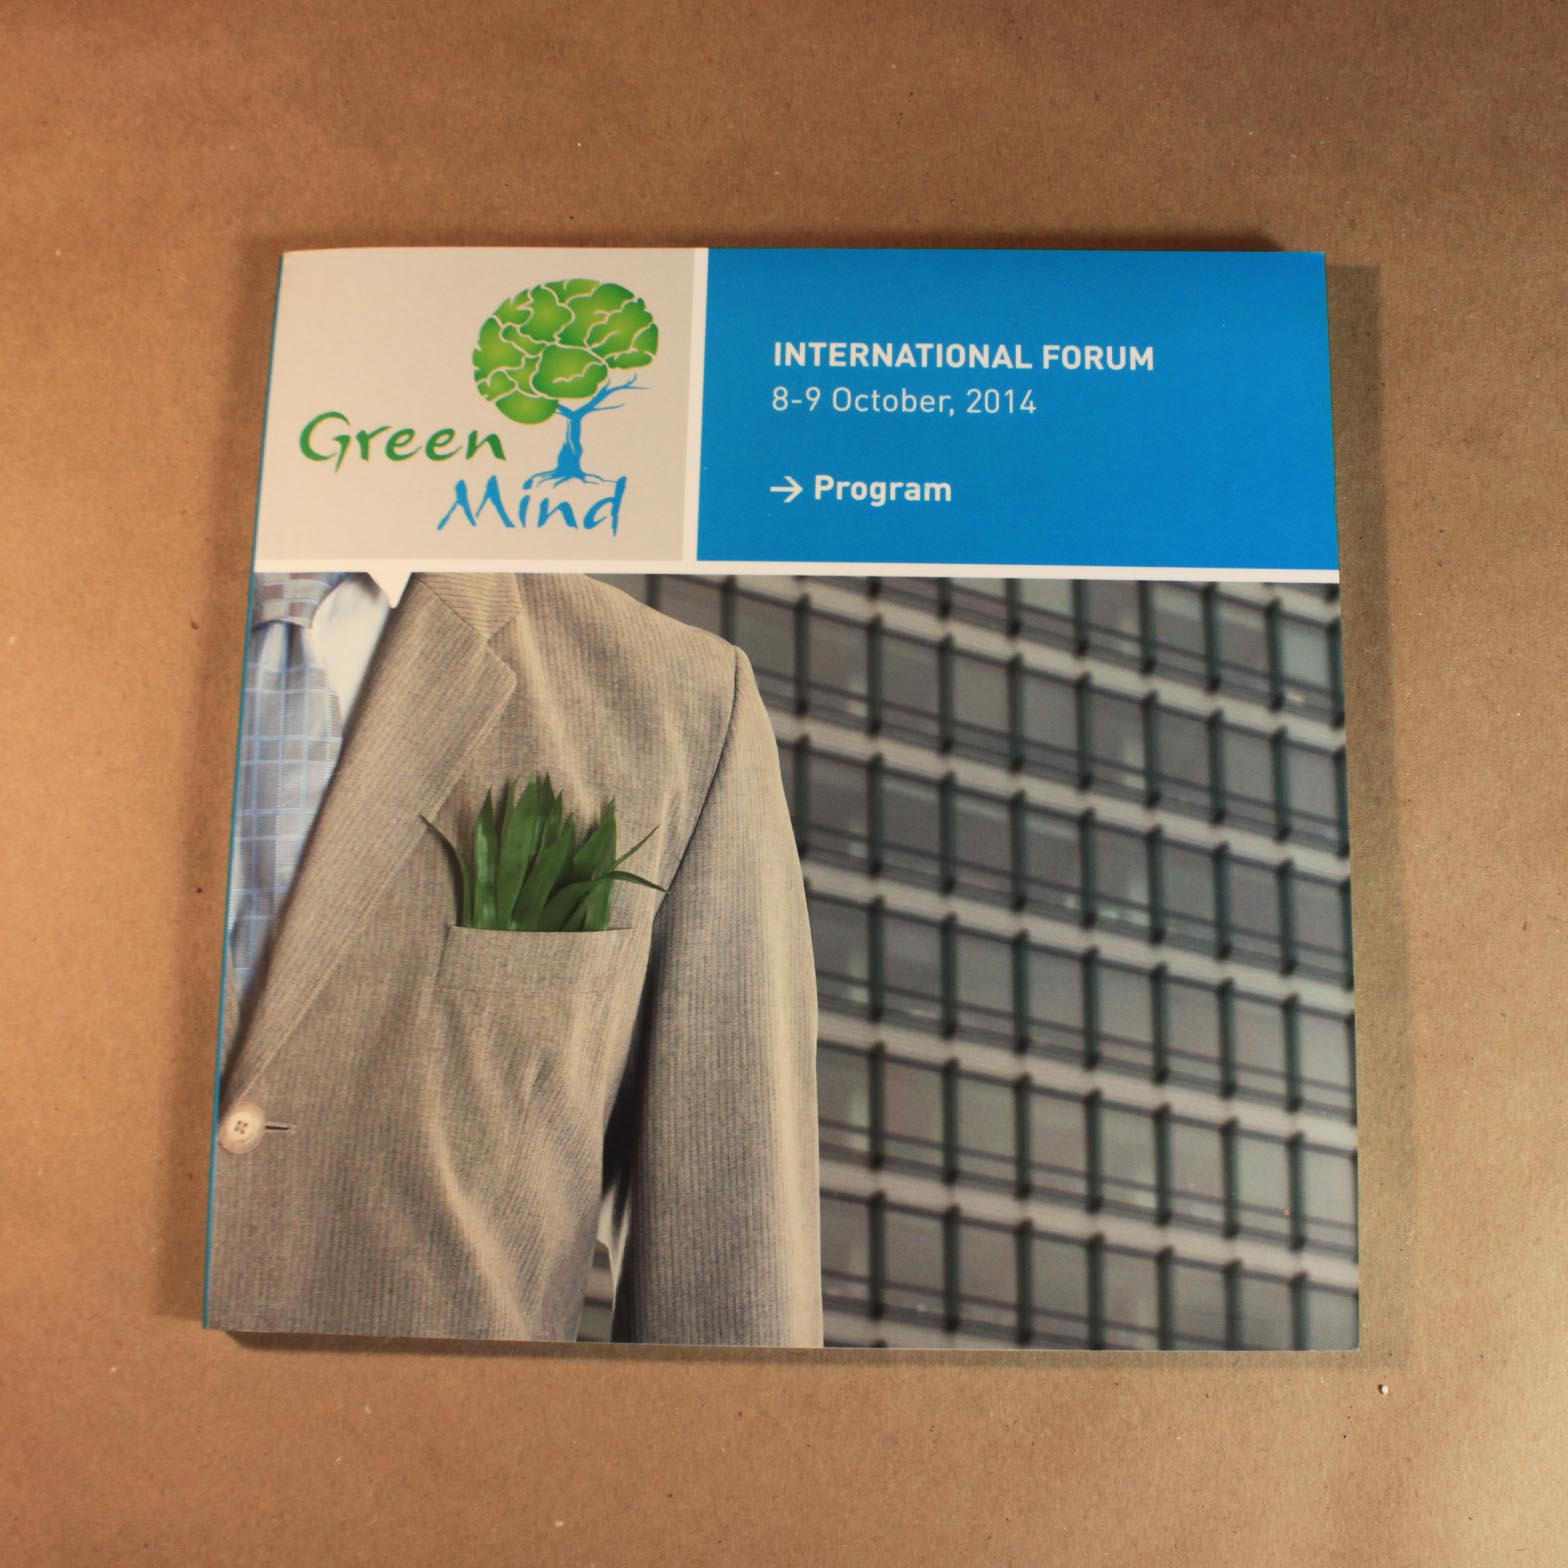 Green
Mind
INTERNATIONAL FORUM
8-9 October, 2014
→ Program